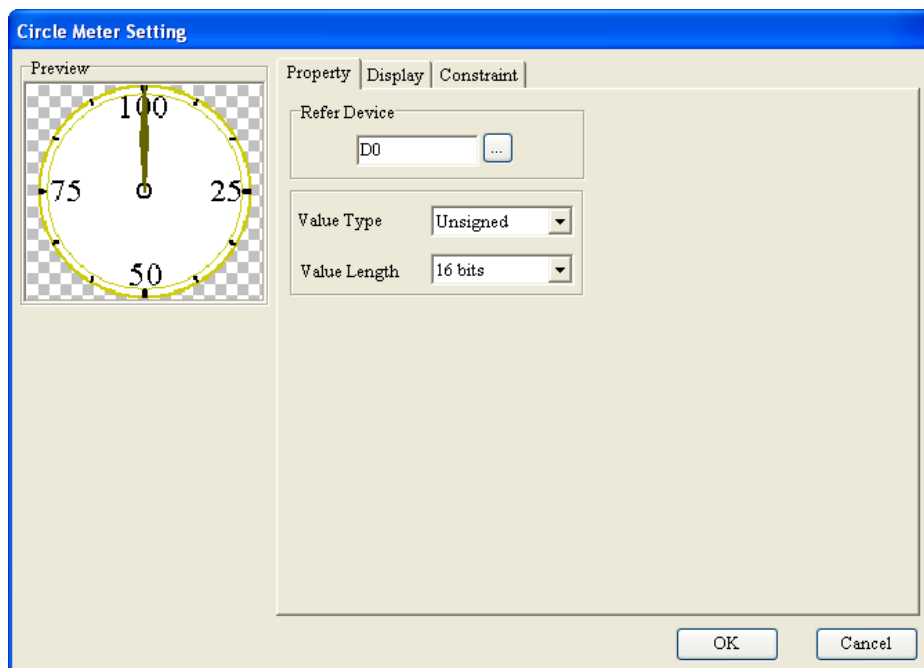 Circle Meter Setting
Preview
100
75
25
50
Property Display Constraint
Refer Device
D0 ...
Value Type Unsigned
Value Length 16 bits
OK Cancel